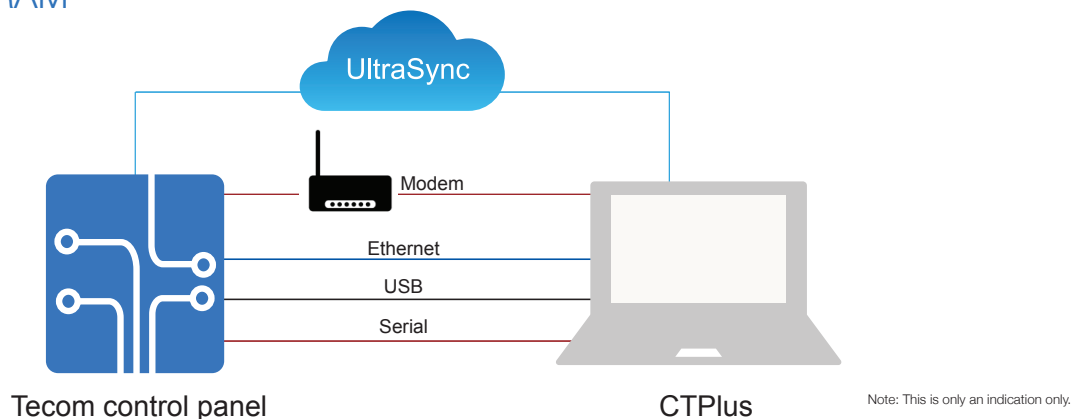 UltraSync
Modem
Ethernet
USB
Serial
Tecom control panel
CTPlus
Note: This is only an indication only.